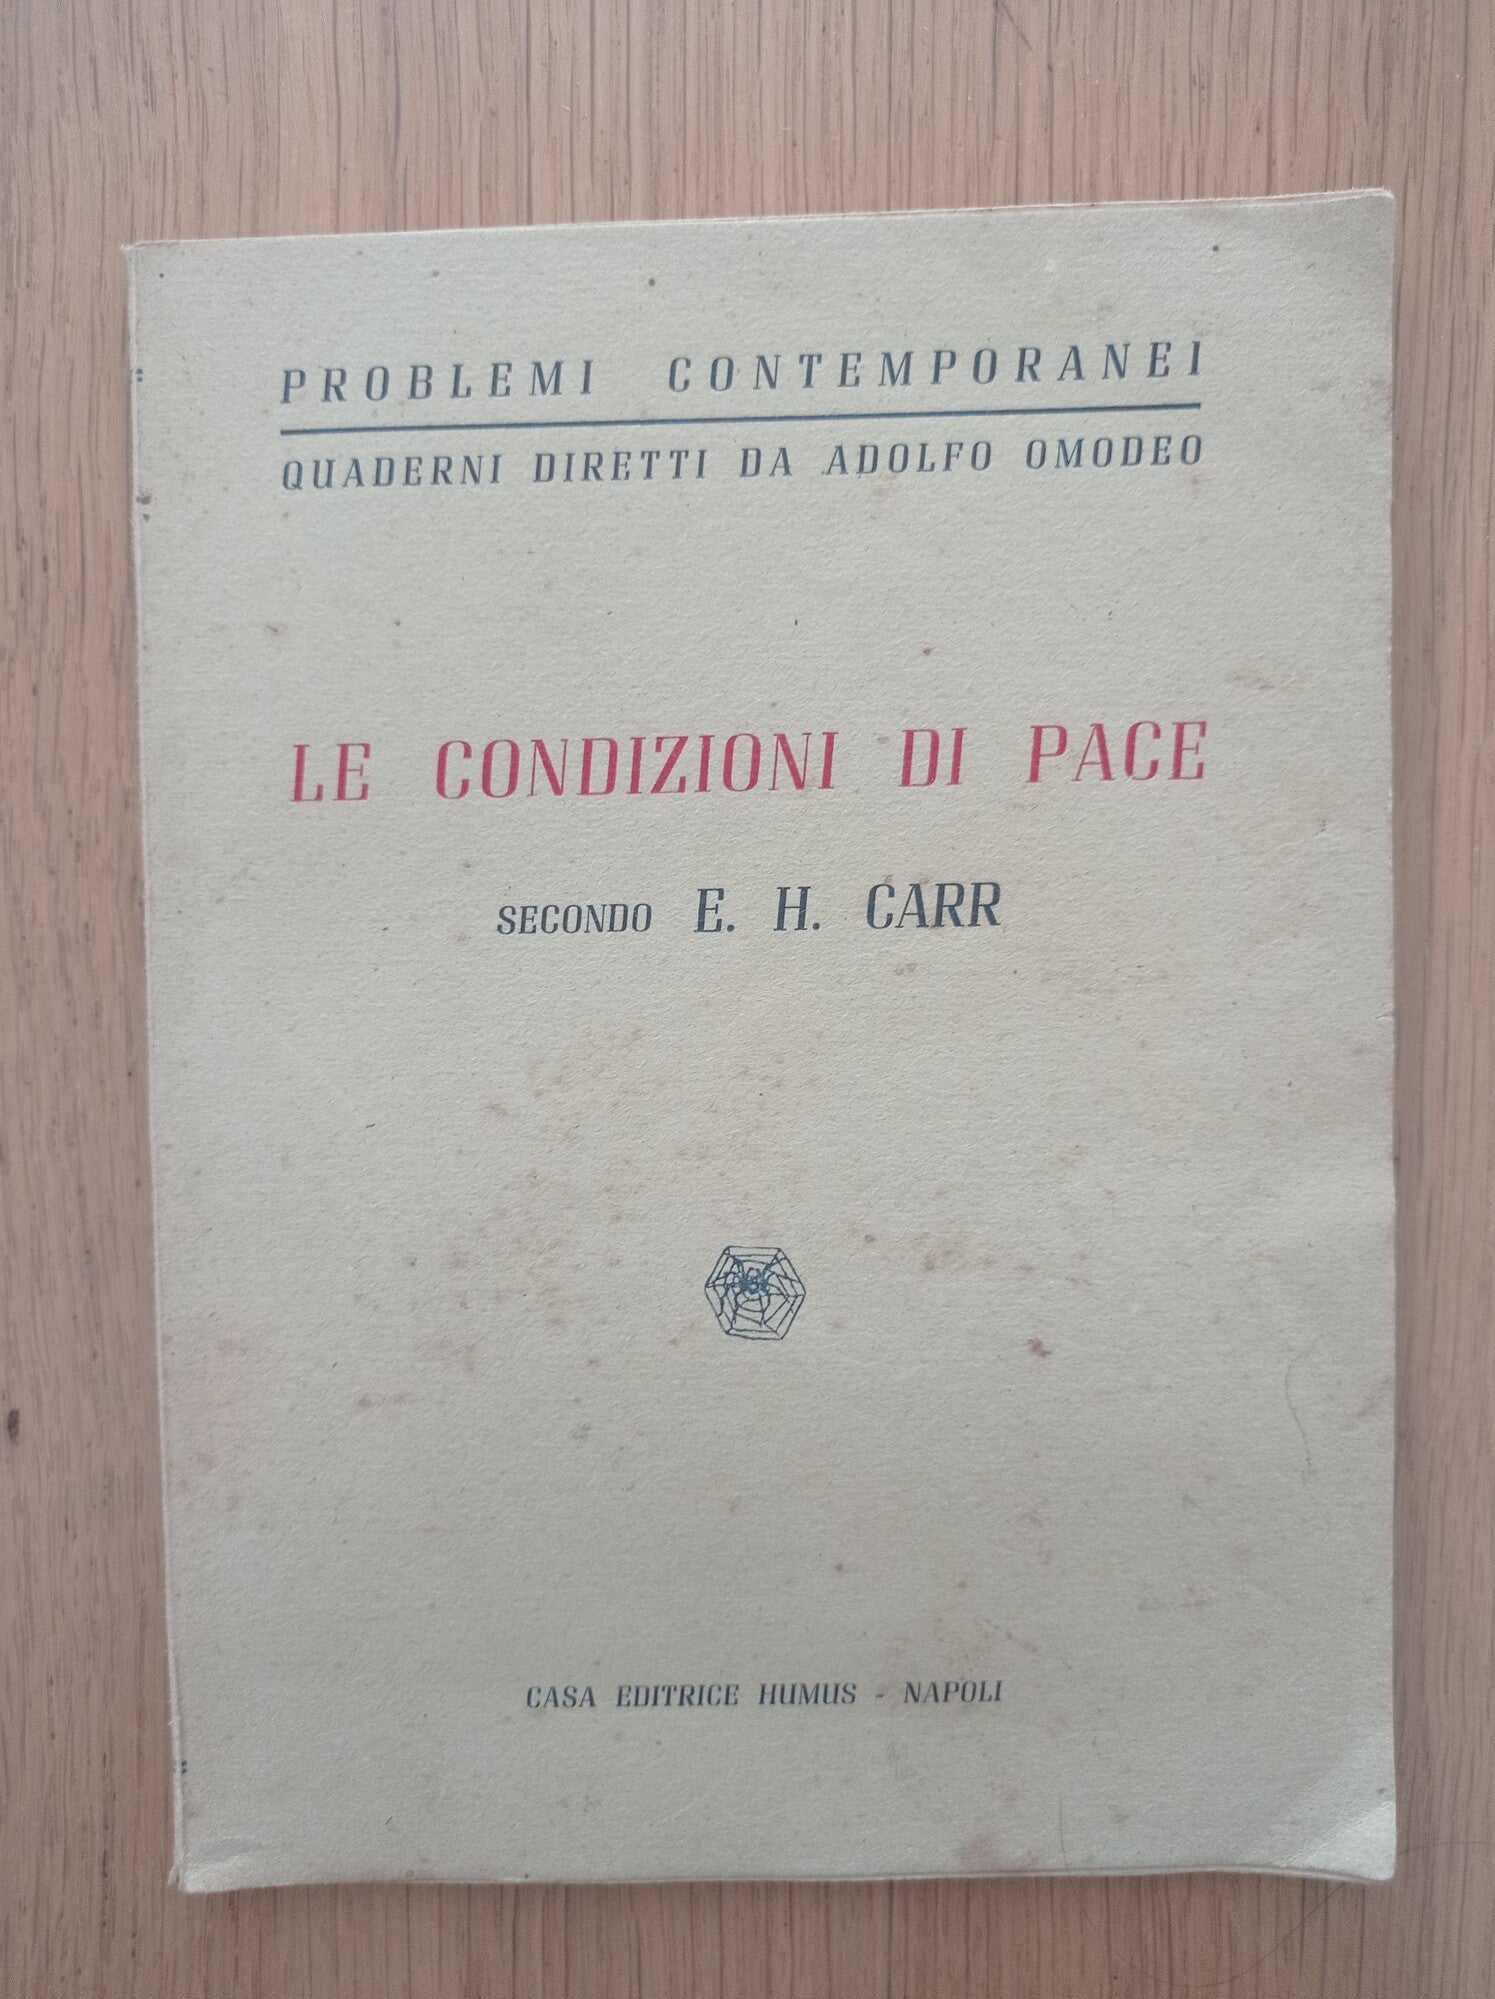 PROBLEMI CONTEMPORANEI
QUADERNI DIRETTI DA ADOLFO OMODEO
LE CONDIZIONI DI PACE
SECONDO E. H. CARR
CASA EDITRICE HUMUS - NAPOLI